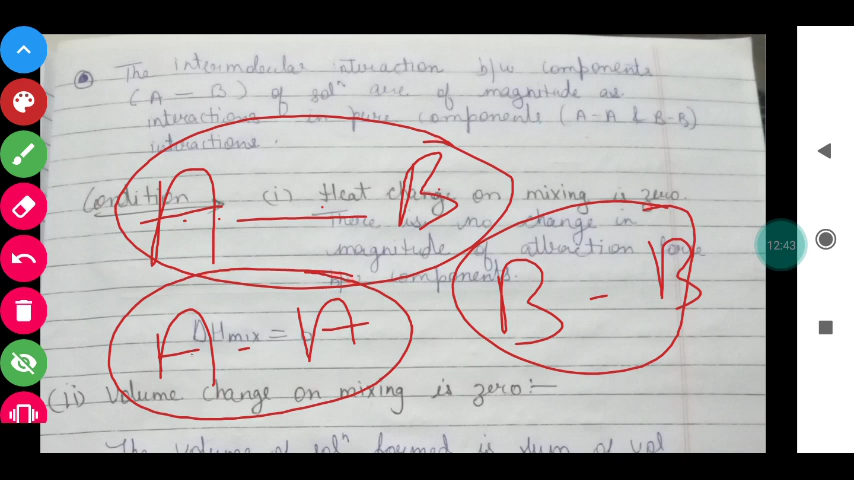 The intermolecular interaction b/w components
(A – B) of solⁿ are of magnitude as
interactions in pure components (A-A & B-B)
interactions.
Condition (i) Heat change on mixing is zero.
There is no change in
magnitude of attraction force
components.
ΔHmix =
(ii) Volume change on mixing is zero:–
The volume of solⁿ formed is sum of vol
A – B
B – B
A – A
12:43